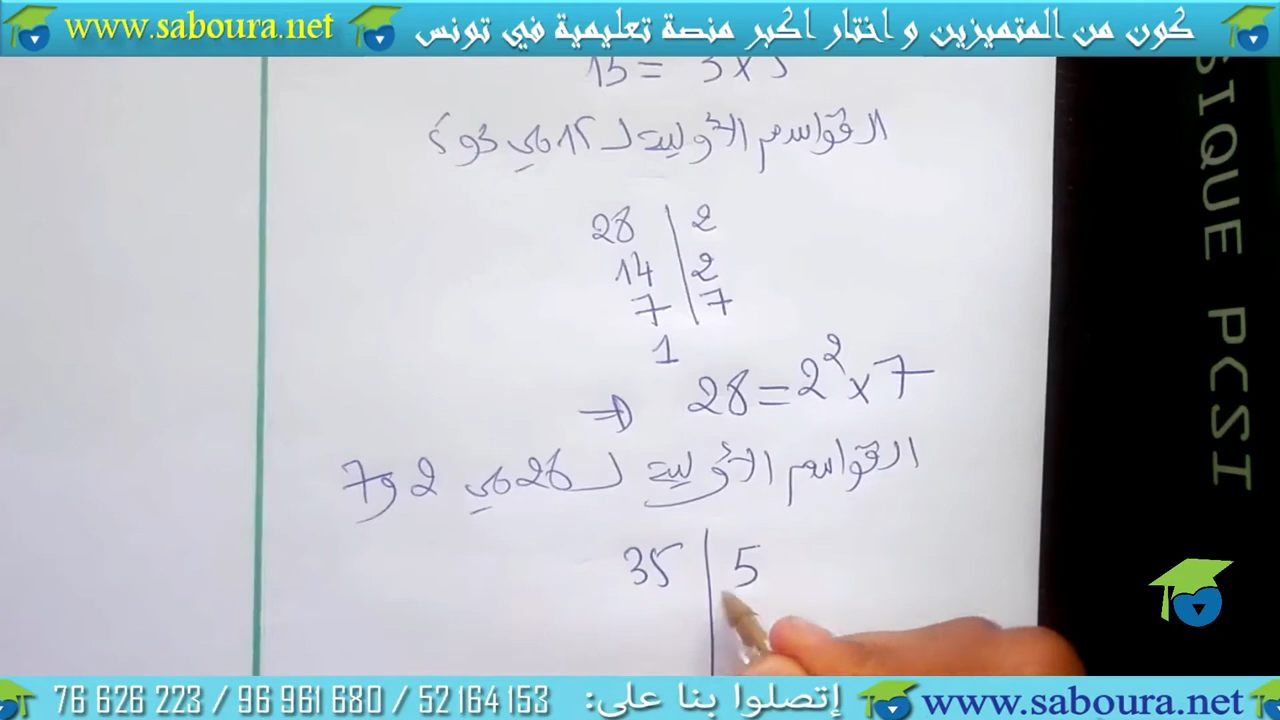 www.saboura.net كون من المتميزين و اختار اكبر منصة تعليمية في تونس
15 = 3 x 5
القواسم الأولية لـ 15 هي 3 و 5
28 | 2
14 | 2
7 | 7
1
⇒ 28 = 2² x 7
القواسم الأولية لـ 28 هي 2 و 7
35 | 5
SIQUE PCSI
إتصلوا بنا على: 76 626 223 / 96 961 680 / 52 164 153 www.saboura.net